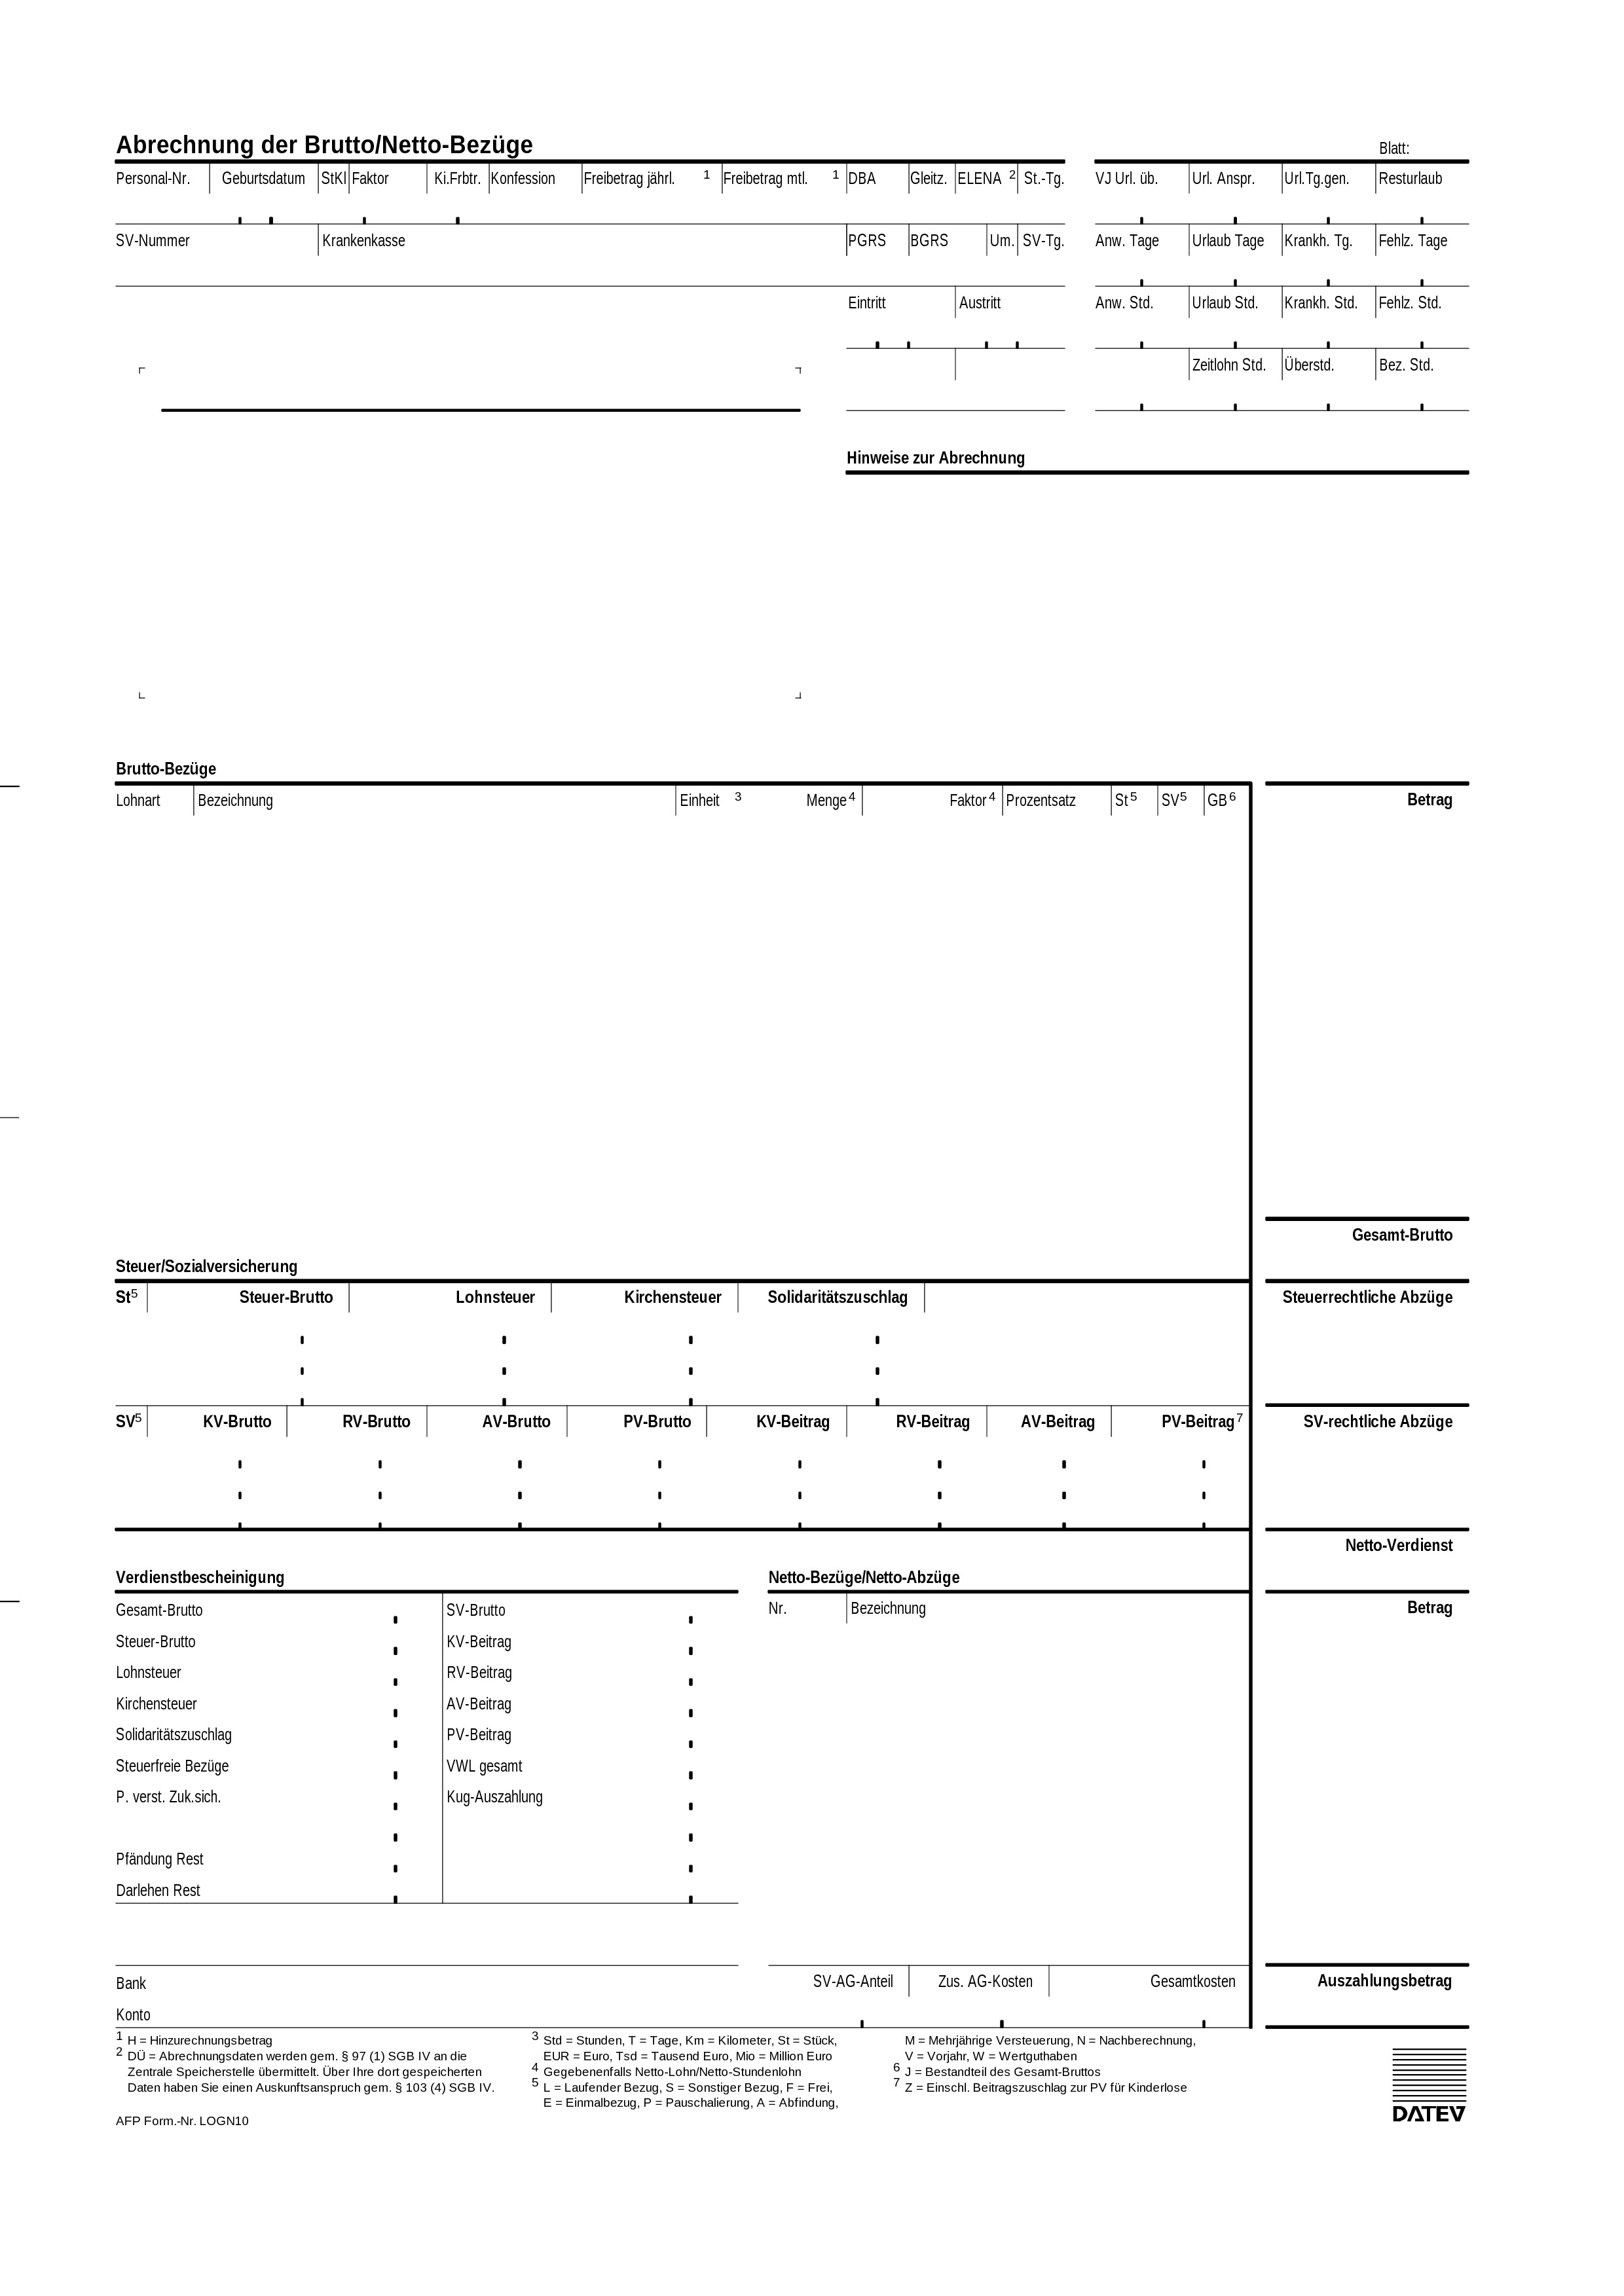 Abrechnung der Brutto/Netto-Bezüge Blatt:
Personal-Nr. Geburtsdatum StKl Faktor Ki.Frbtr. Konfession Freibetrag jährl. 1 Freibetrag mtl. 1 DBA Gleitz. ELENA 2 St.-Tg. VJ Url. üb. Url. Anspr. Url.Tg.gen. Resturlaub
SV-Nummer Krankenkasse PGRS BGRS Um. SV-Tg. Anw. Tage Urlaub Tage Krankh. Tg. Fehlz. Tage
Eintritt Austritt Anw. Std. Urlaub Std. Krankh. Std. Fehlz. Std.
Zeitlohn Std. Überstd. Bez. Std.
Hinweise zur Abrechnung
Brutto-Bezüge
Lohnart Bezeichnung Einheit 3 Menge 4 Faktor 4 Prozentsatz St 5 SV 5 GB 6 Betrag
Gesamt-Brutto
Steuer/Sozialversicherung
St 5 Steuer-Brutto Lohnsteuer Kirchensteuer Solidaritätszuschlag Steuerrechtliche Abzüge
SV 5 KV-Brutto RV-Brutto AV-Brutto PV-Brutto KV-Beitrag RV-Beitrag AV-Beitrag PV-Beitrag 7 SV-rechtliche Abzüge
Netto-Verdienst
Verdienstbescheinigung Netto-Bezüge/Netto-Abzüge
Gesamt-Brutto SV-Brutto Nr. Bezeichnung Betrag
Steuer-Brutto KV-Beitrag
Lohnsteuer RV-Beitrag
Kirchensteuer AV-Beitrag
Solidaritätszuschlag PV-Beitrag
Steuerfreie Bezüge VWL gesamt
P. verst. Zuk.sich. Kug-Auszahlung
Pfändung Rest
Darlehen Rest
Bank SV-AG-Anteil Zus. AG-Kosten Gesamtkosten Auszahlungsbetrag
Konto
1 H = Hinzurechnungsbetrag
2 DÜ = Abrechnungsdaten werden gem. § 97 (1) SGB IV an die
Zentrale Speicherstelle übermittelt. Über Ihre dort gespeicherten
Daten haben Sie einen Auskunftsanspruch gem. § 103 (4) SGB IV.
3 Std = Stunden, T = Tage, Km = Kilometer, St = Stück,
EUR = Euro, Tsd = Tausend Euro, Mio = Million Euro
4 Gegebenenfalls Netto-Lohn/Netto-Stundenlohn
5 L = Laufender Bezug, S = Sonstiger Bezug, F = Frei,
E = Einmalbezug, P = Pauschalierung, A = Abfindung,
M = Mehrjährige Versteuerung, N = Nachberechnung,
V = Vorjahr, W = Wertguthaben
6 J = Bestandteil des Gesamt-Bruttos
7 Z = Einschl. Beitragszuschlag zur PV für Kinderlose
DATEV
AFP Form.-Nr. LOGN10